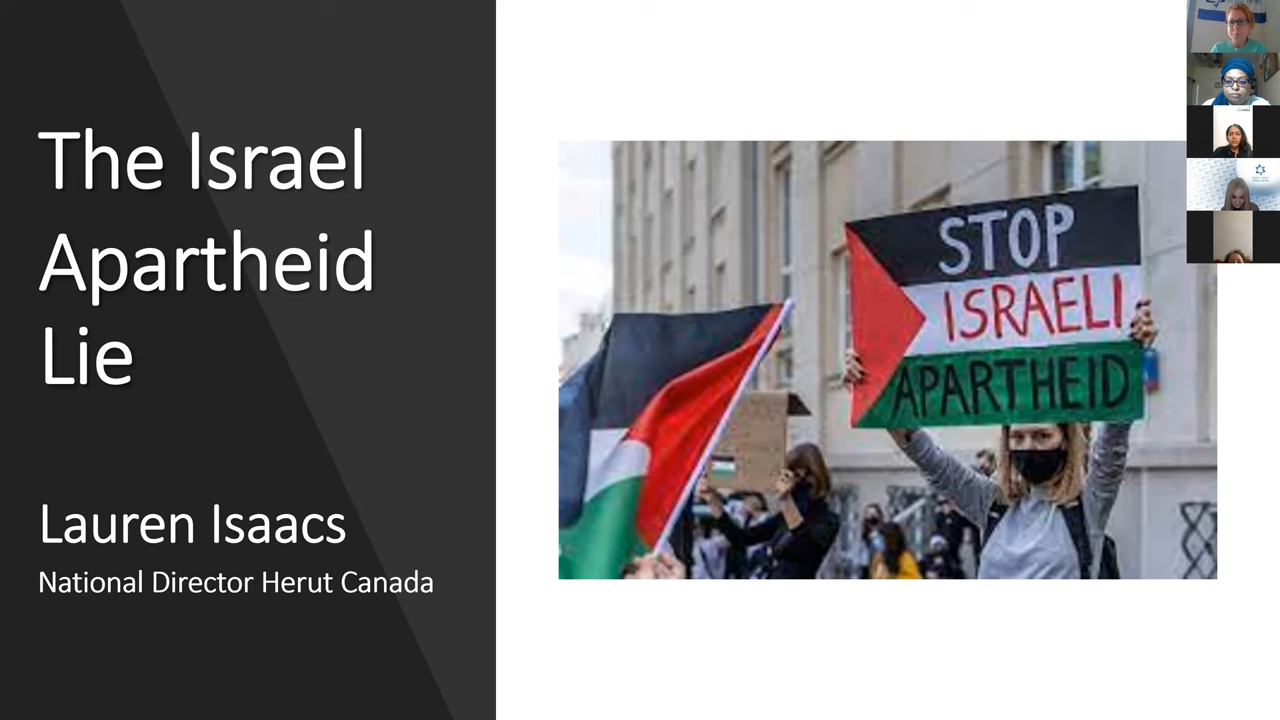 The Israel
Apartheid
Lie
Lauren Isaacs
National Director Herut Canada
STOP
ISRAELI
APARTHEID